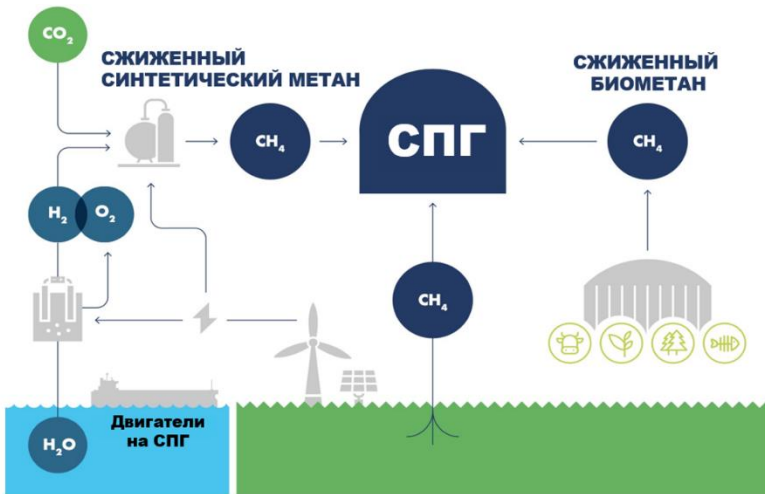 CO₂
СЖИЖЕННЫЙ
СИНТЕТИЧЕСКИЙ МЕТАН
СЖИЖЕННЫЙ
БИОМЕТАН
CH₄
СПГ
CH₄
H₂
O₂
CH₄
Двигатели
на СПГ
H₂O